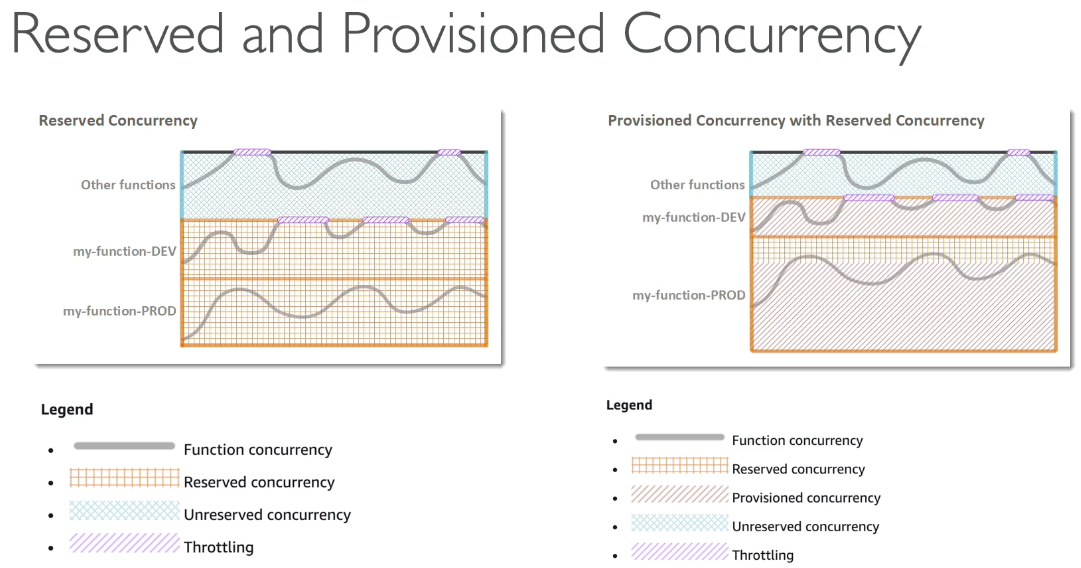 Reserved and Provisioned Concurrency
Reserved Concurrency
Other functions
my-function-DEV
my-function-PROD
Legend
• Function concurrency
• Reserved concurrency
• Unreserved concurrency
• Throttling
Provisioned Concurrency with Reserved Concurrency
Other functions
my-function-DEV
my-function-PROD
Legend
• Function concurrency
• Reserved concurrency
• Provisioned concurrency
• Unreserved concurrency
• Throttling